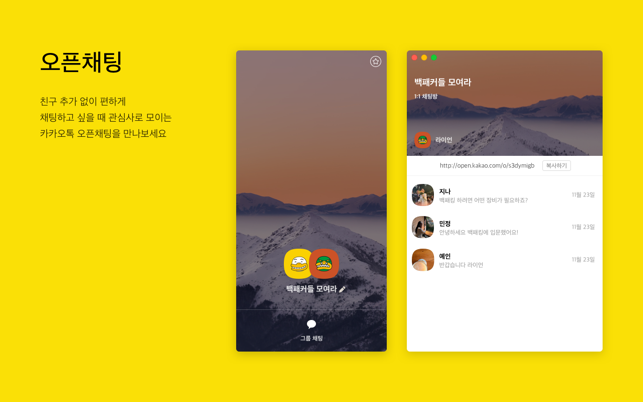 오픈채팅
친구 추가 없이 편하게
채팅하고 싶을 때 관심사로 모이는
카카오톡 오픈채팅을 만나보세요
백패커들 모여라
그룹 채팅
백패커들 모여라
1:1 채팅방
라이언
http://open.kakao.com/o/s3dymigb 복사하기
지나 11월 23일
백패킹 하려면 어떤 장비가 필요하죠?
민정 11월 23일
안녕하세요 백패킹에 입문했어요!
예인 11월 23일
반갑습니다 라이언